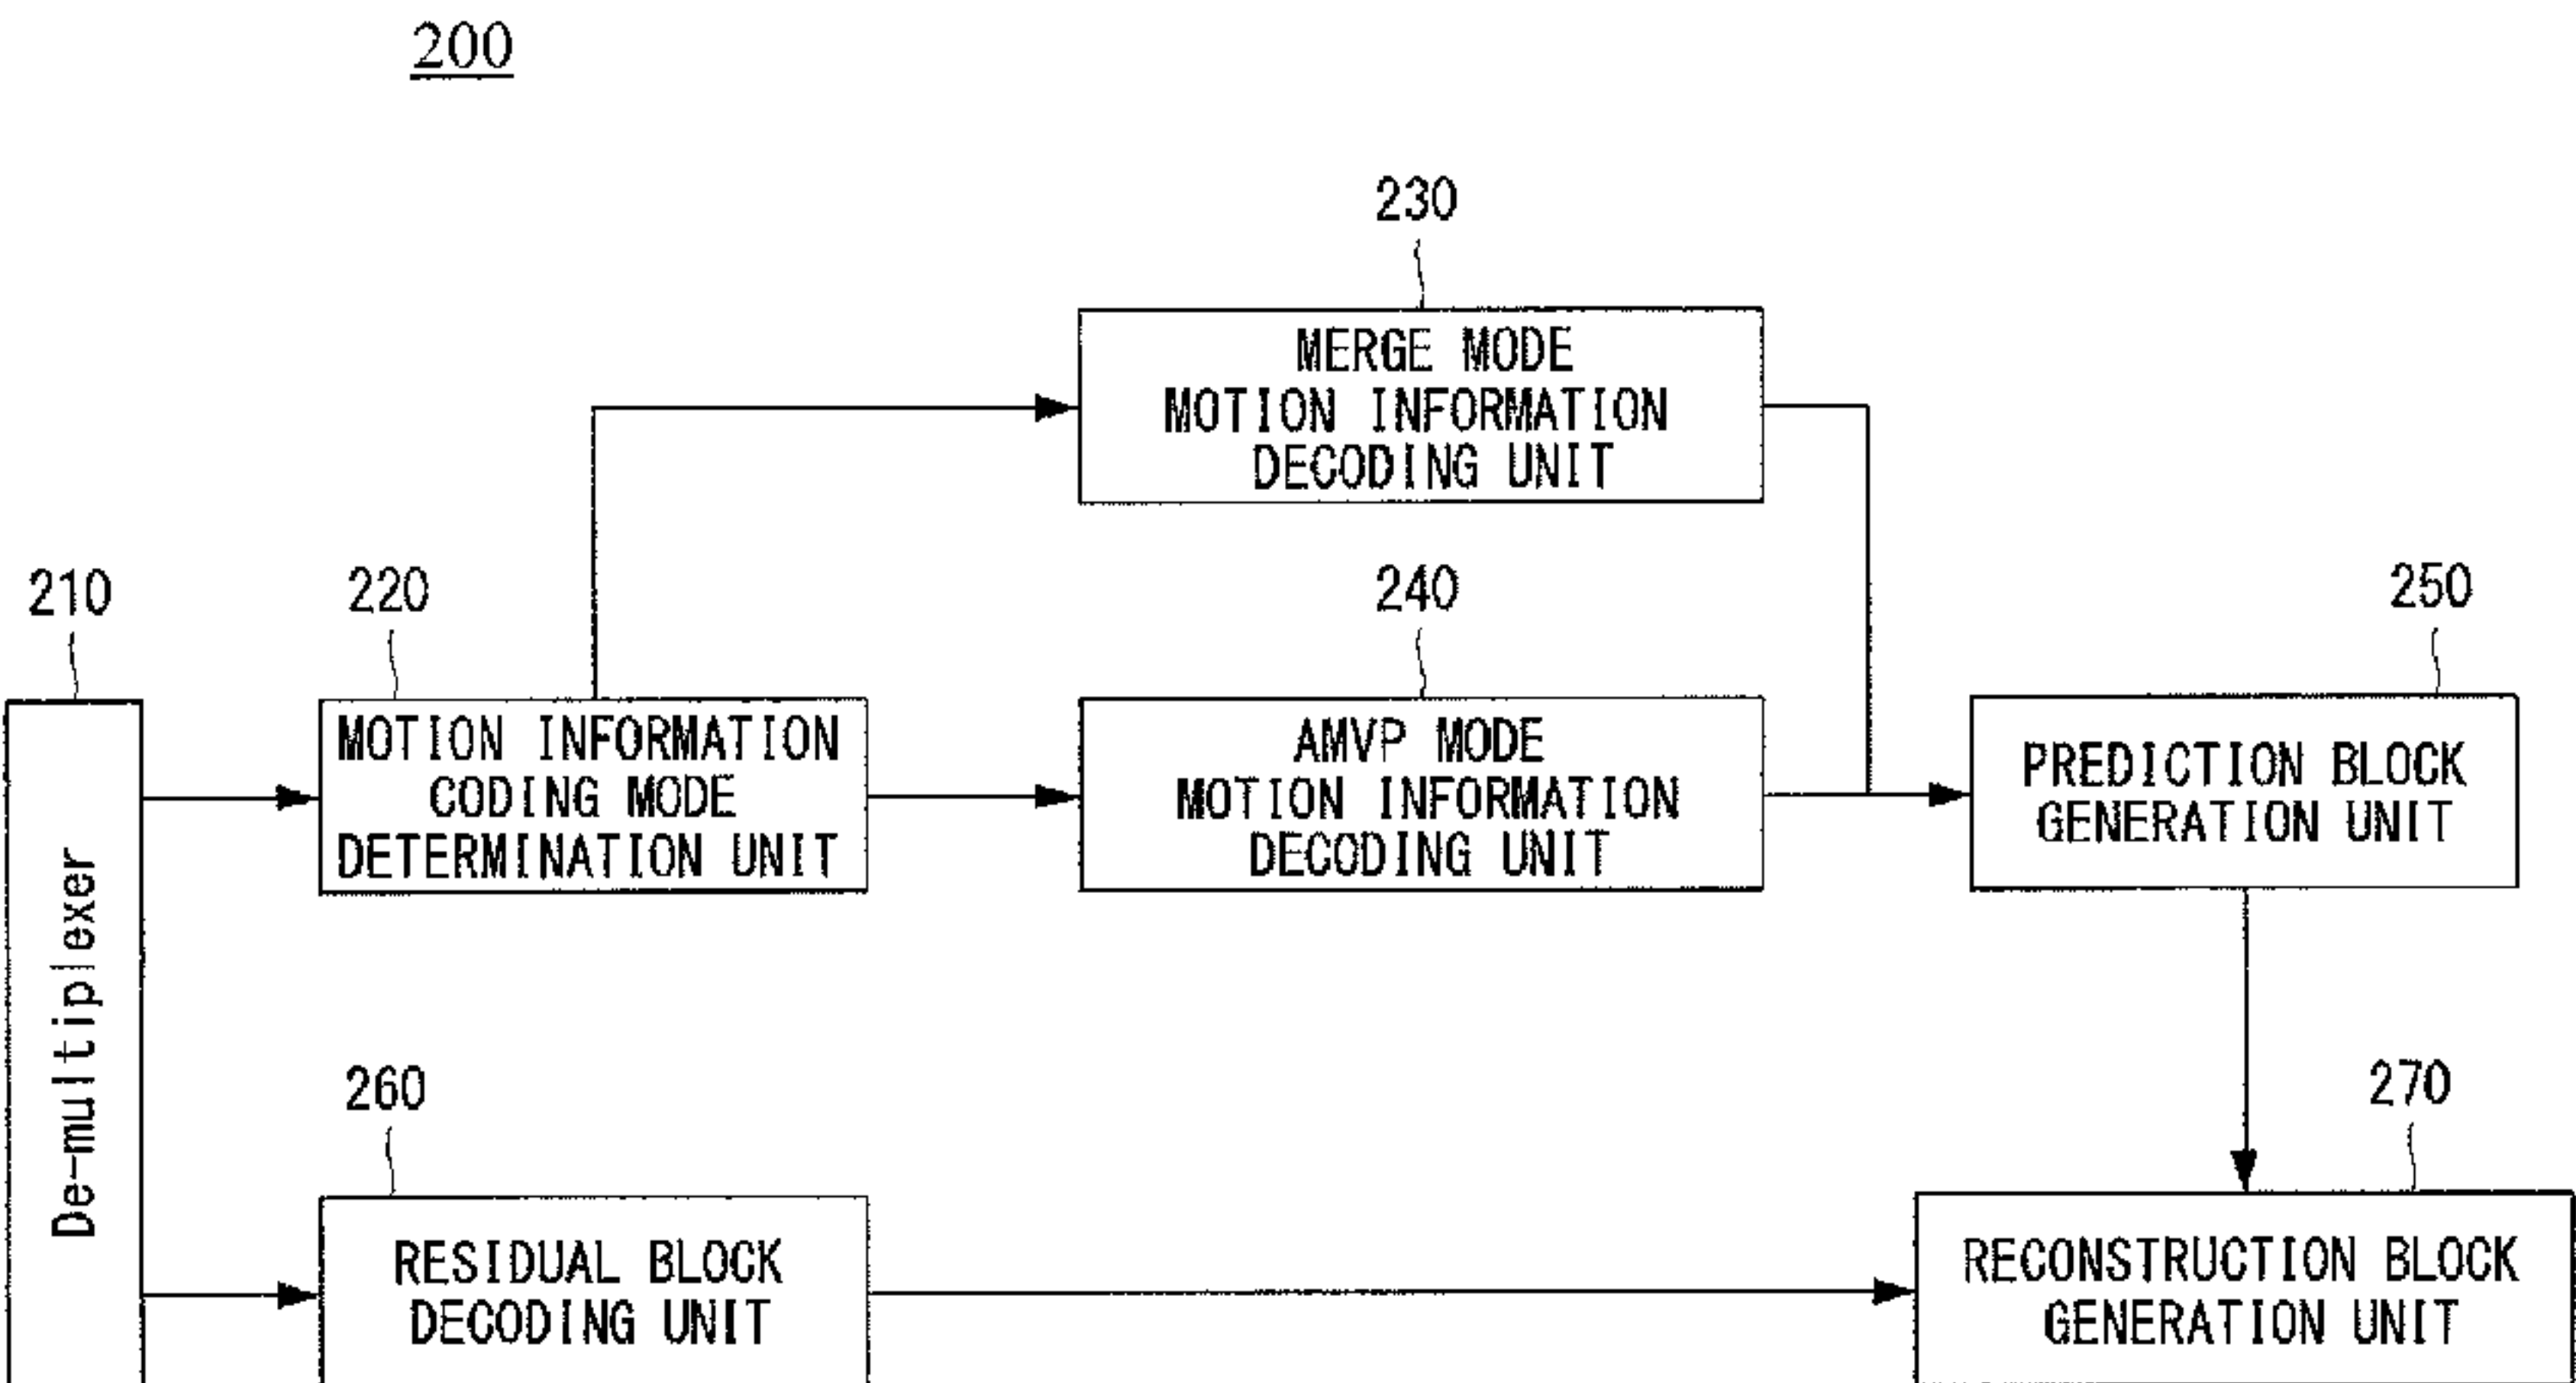 200
230
MERGE MODE
MOTION INFORMATION
DECODING UNIT
210
220
240
250
MOTION INFORMATION
CODING MODE
DETERMINATION UNIT
AMVP MODE
MOTION INFORMATION
DECODING UNIT
PREDICTION BLOCK
GENERATION UNIT
De-multiplexer
260
270
RESIDUAL BLOCK
DECODING UNIT
RECONSTRUCTION BLOCK
GENERATION UNIT